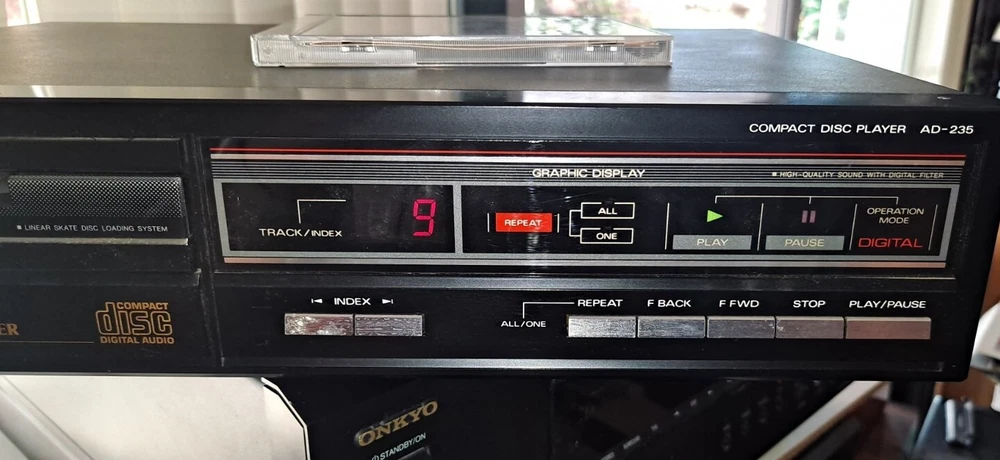 COMPACT DISC PLAYER AD-235
GRAPHIC DISPLAY
■ HIGH-QUALITY SOUND WITH DIGITAL FILTER
TRACK/INDEX
9
REPEAT
ALL
ONE
PLAY
PAUSE
OPERATION
MODE
DIGITAL
■ LINEAR SKATE DISC LOADING SYSTEM
COMPACT
disc
DIGITAL AUDIO
INDEX
ALL/ONE
REPEAT
F BACK
F FWD
STOP
PLAY/PAUSE
ONKYO
STANDBY/ON